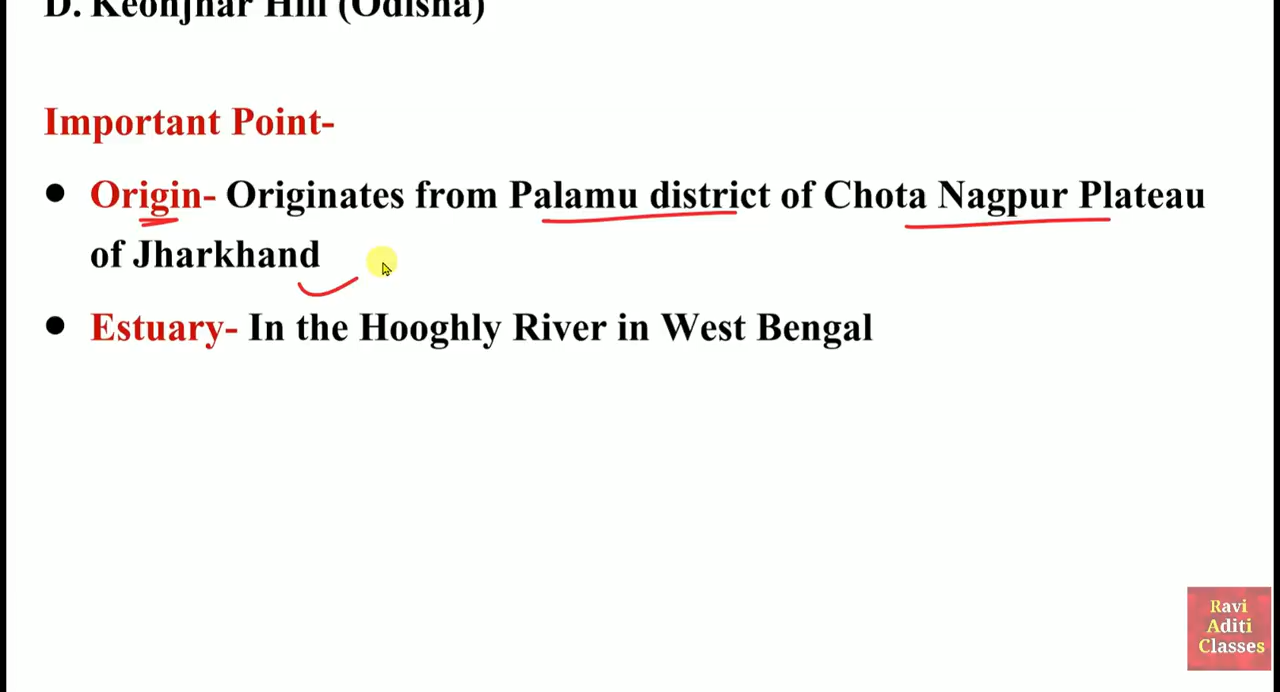 D. Keonjhar Hill (Odisha)
Important Point-
● Origin- Originates from Palamu district of Chota Nagpur Plateau
of Jharkhand
● Estuary- In the Hooghly River in West Bengal
Ravi
Aditi
Classes